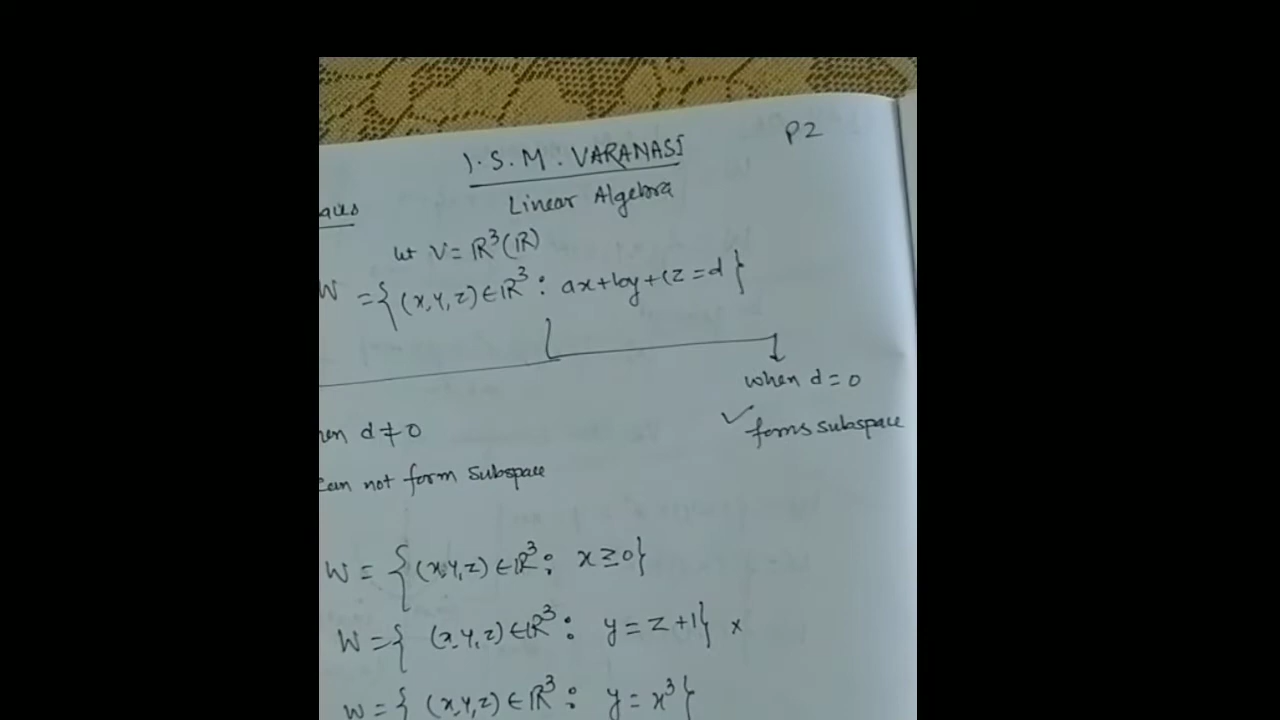 P2
I.S.M. VARANASI
Linear Algebra
let V = ℝ³(ℝ)
W = {(x,y,z) ∈ ℝ³ : ax+by+cz = d}
when d = 0
✓ forms subspace
d ≠ 0
can not form subspace
W = {(x,y,z) ∈ ℝ³ : x ≥ 0}
W = {(x,y,z) ∈ ℝ³ : y = z+1} ×
W = {(x,y,z) ∈ ℝ³ : y = x³}